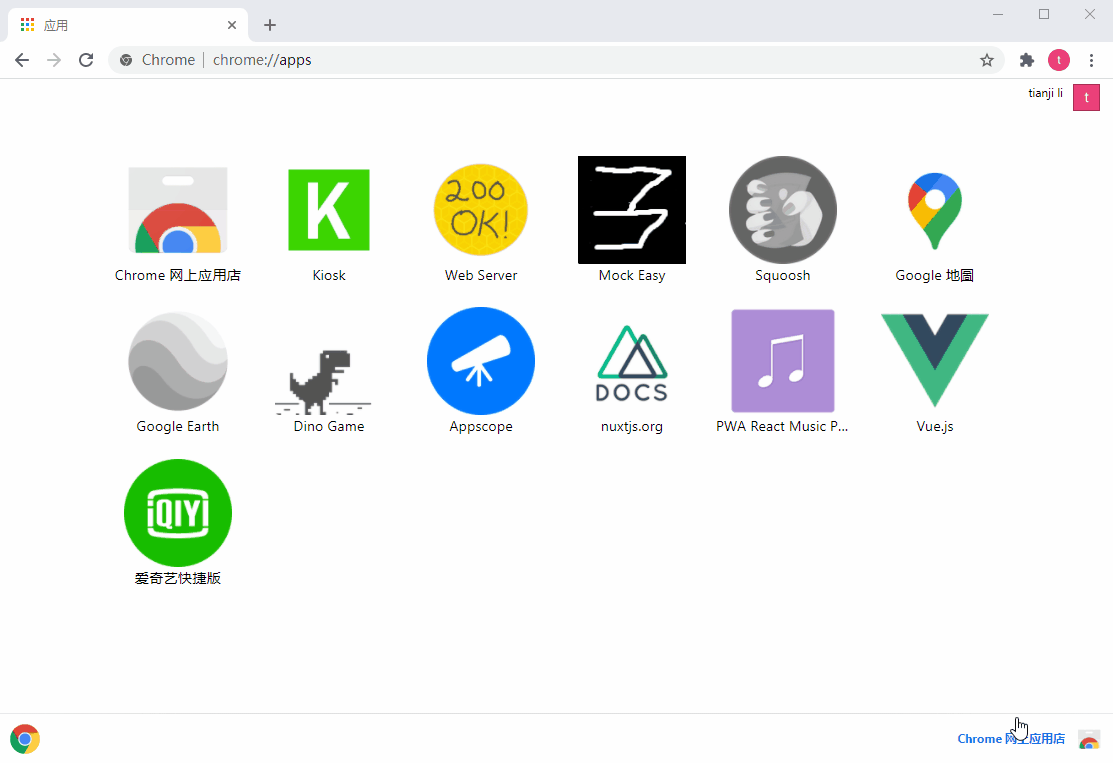 应用
Chrome | chrome://apps
t
tianji li
t
K
200
OK!
Chrome 网上应用店
Kiosk
Web Server
Mock Easy
Squoosh
Google 地圖
DOCS
Google Earth
Dino Game
Appscope
nuxtjs.org
PWA React Music P...
Vue.js
iQIYI
爱奇艺快捷版
Chrome 网上应用店